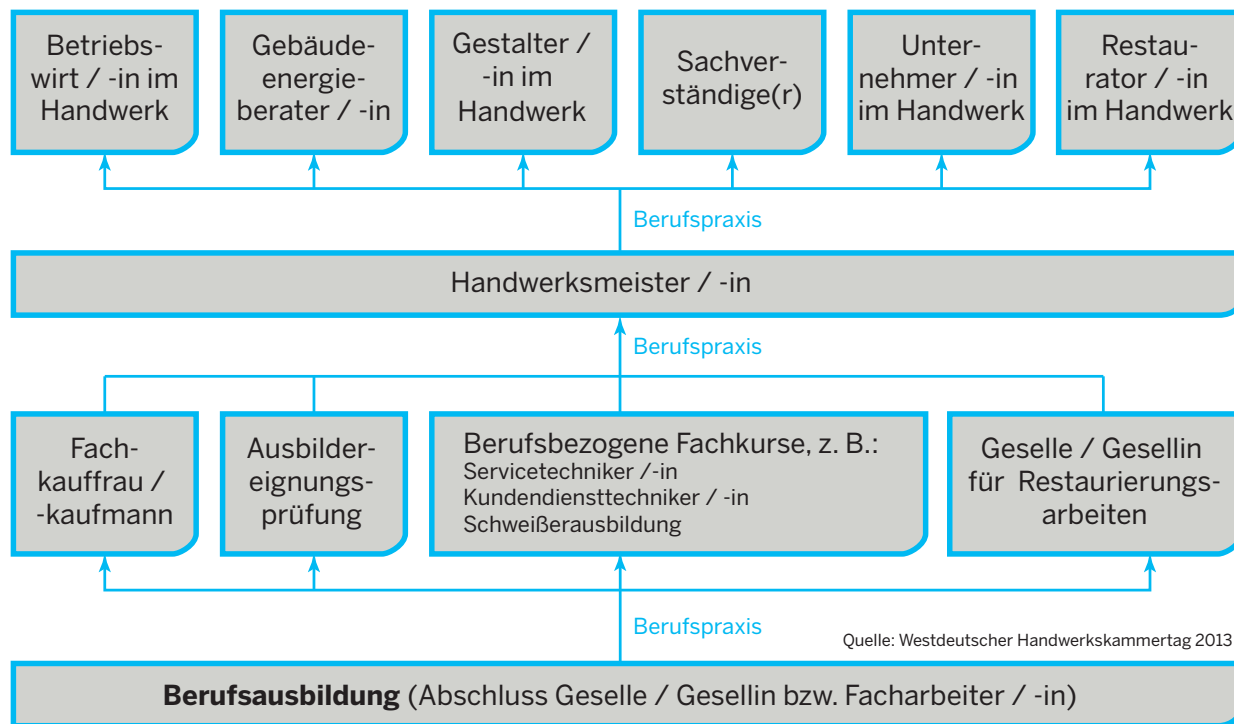 Betriebs-
wirt / -in im
Handwerk
Gebäude-
energie-
berater / -in
Gestalter /
-in im
Handwerk
Sachver-
ständige(r)
Unter-
nehmer / -in
im Handwerk
Restau-
rator / -in
im Handwerk
Berufspraxis
Handwerksmeister / -in
Berufspraxis
Fach-
kauffrau /
-kaufmann
Ausbilder-
eignungs-
prüfung
Berufsbezogene Fachkurse, z. B.:
Servicetechniker /-in
Kundendiensttechniker / -in
Schweißerausbildung
Geselle / Gesellin
für Restaurierungs-
arbeiten
Berufspraxis
Quelle: Westdeutscher Handwerkskammertag 2013
Berufsausbildung (Abschluss Geselle / Gesellin bzw. Facharbeiter / -in)